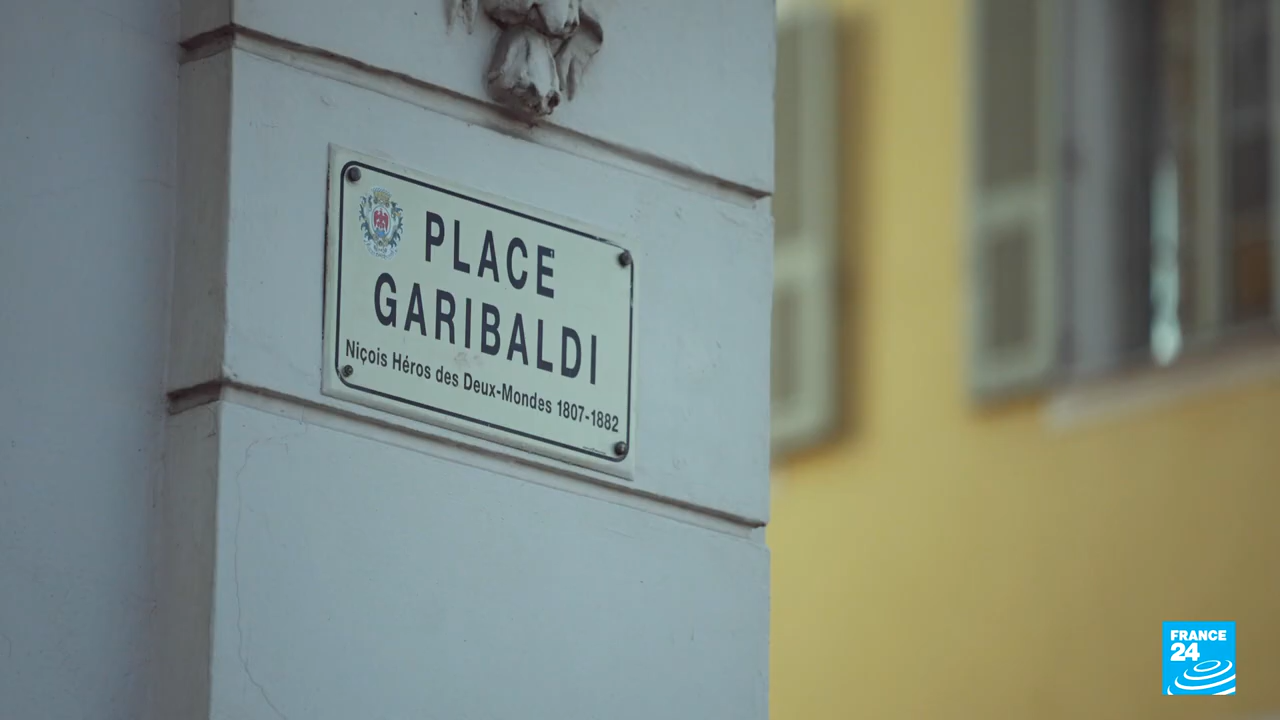 PLACE
GARIBALDI
Niçois Héros des Deux-Mondes 1807-1882
FRANCE
24